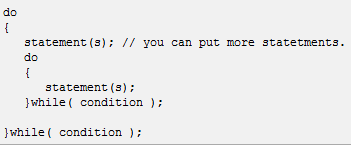 do
{
statement(s); // you can put more statetments.
do
{
statement(s);
}while( condition );
}while( condition );